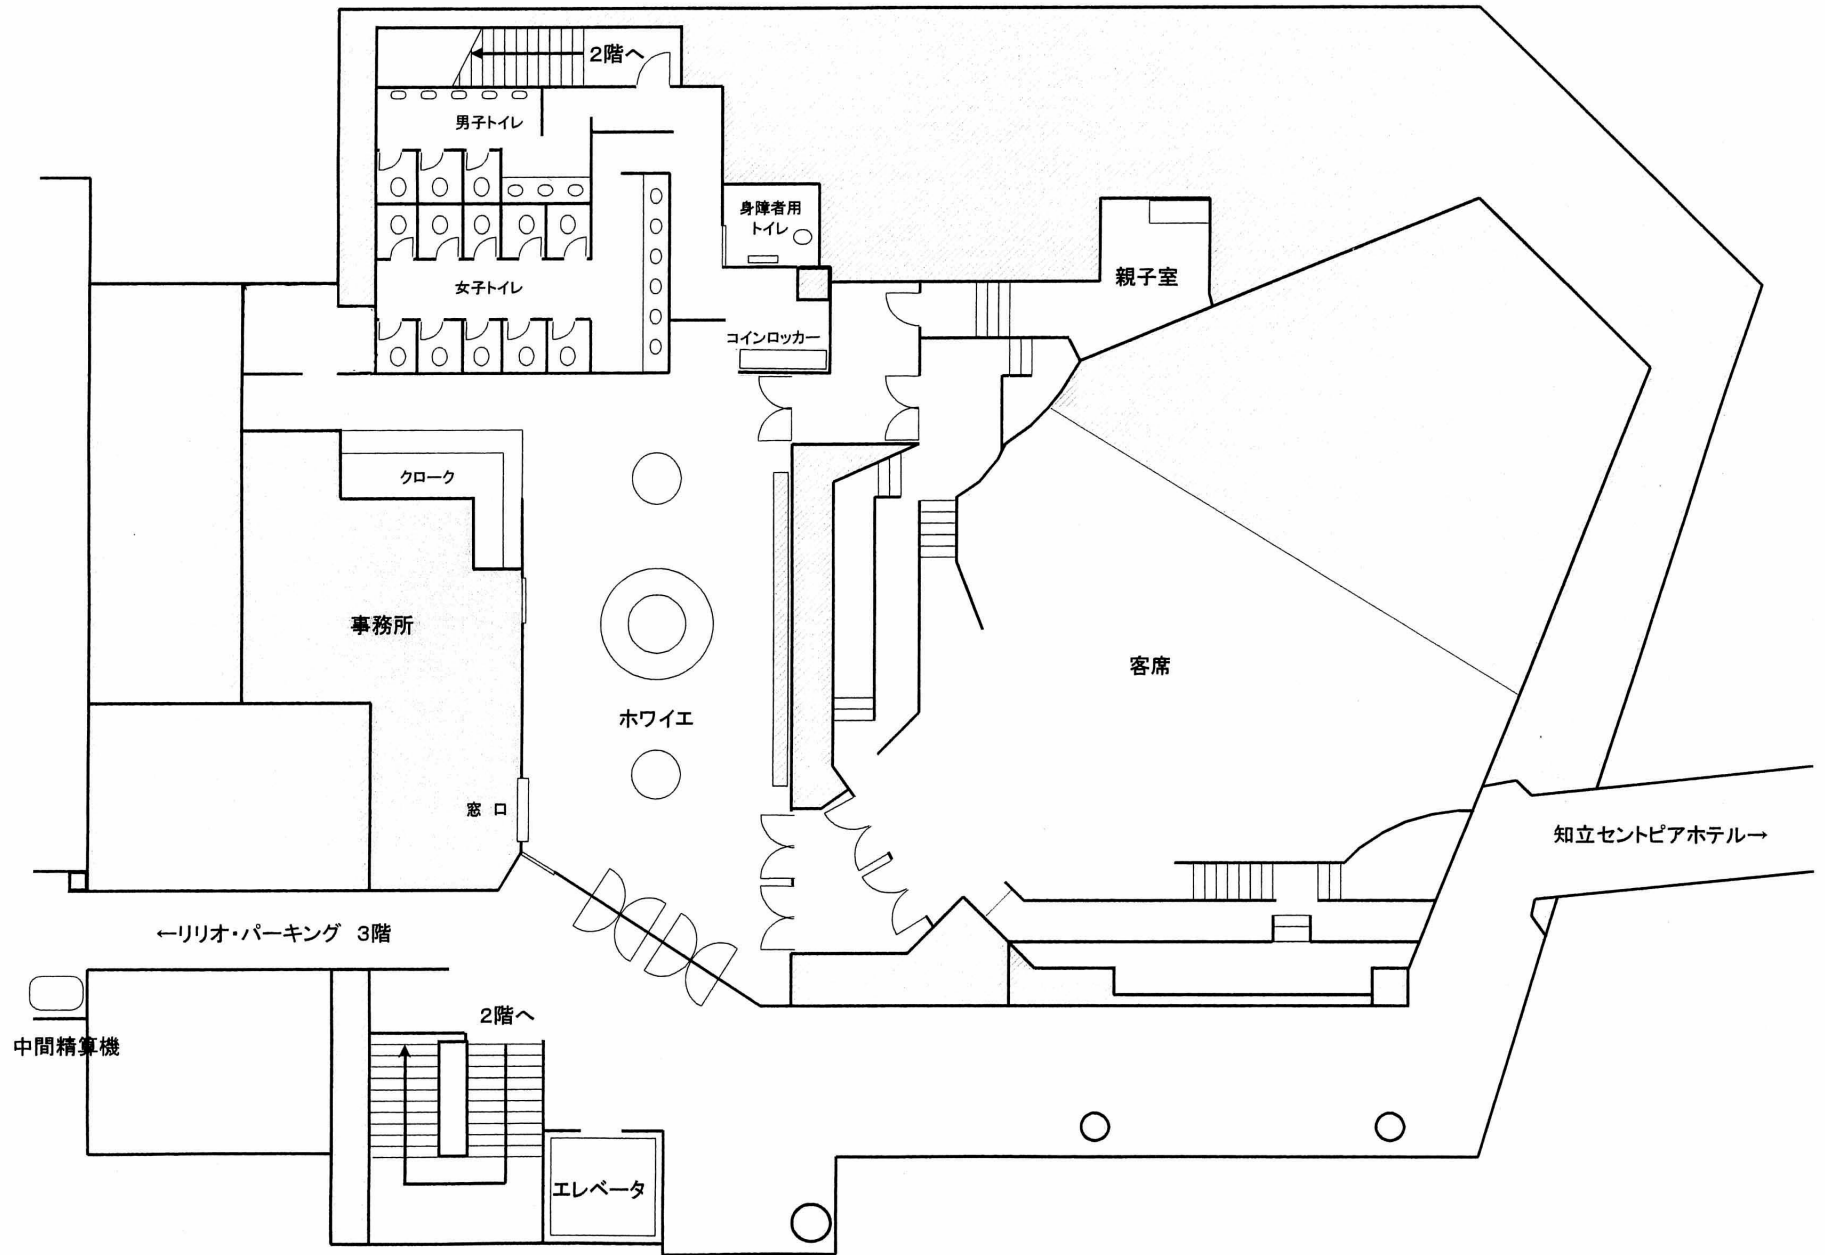 2階へ
男子トイレ
身障者用
トイレ
女子トイレ
親子室
コインロッカー
クローク
事務所
客席
ホワイエ
窓 口
知立セントピアホテル→
←リリオ・パーキング 3階
2階へ
中間精算機
エレベータ